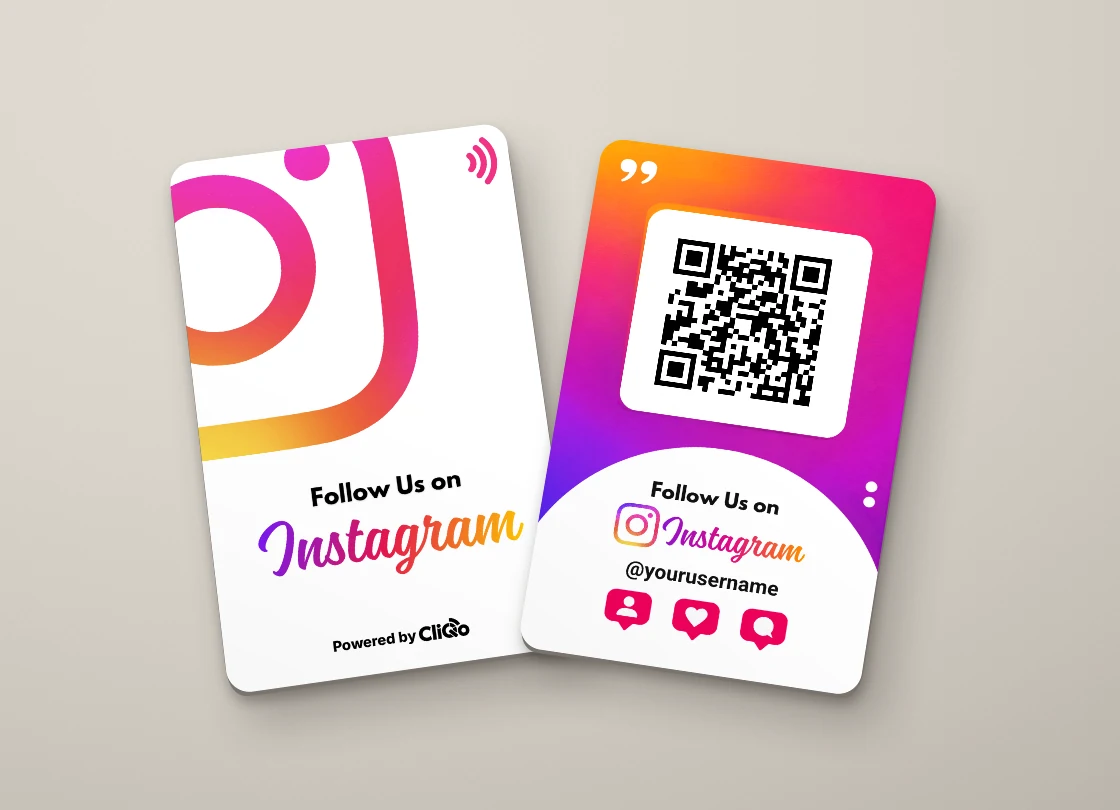 Follow Us on
Instagram
Powered by CliQo
”
Follow Us on
Instagram
@yourusername